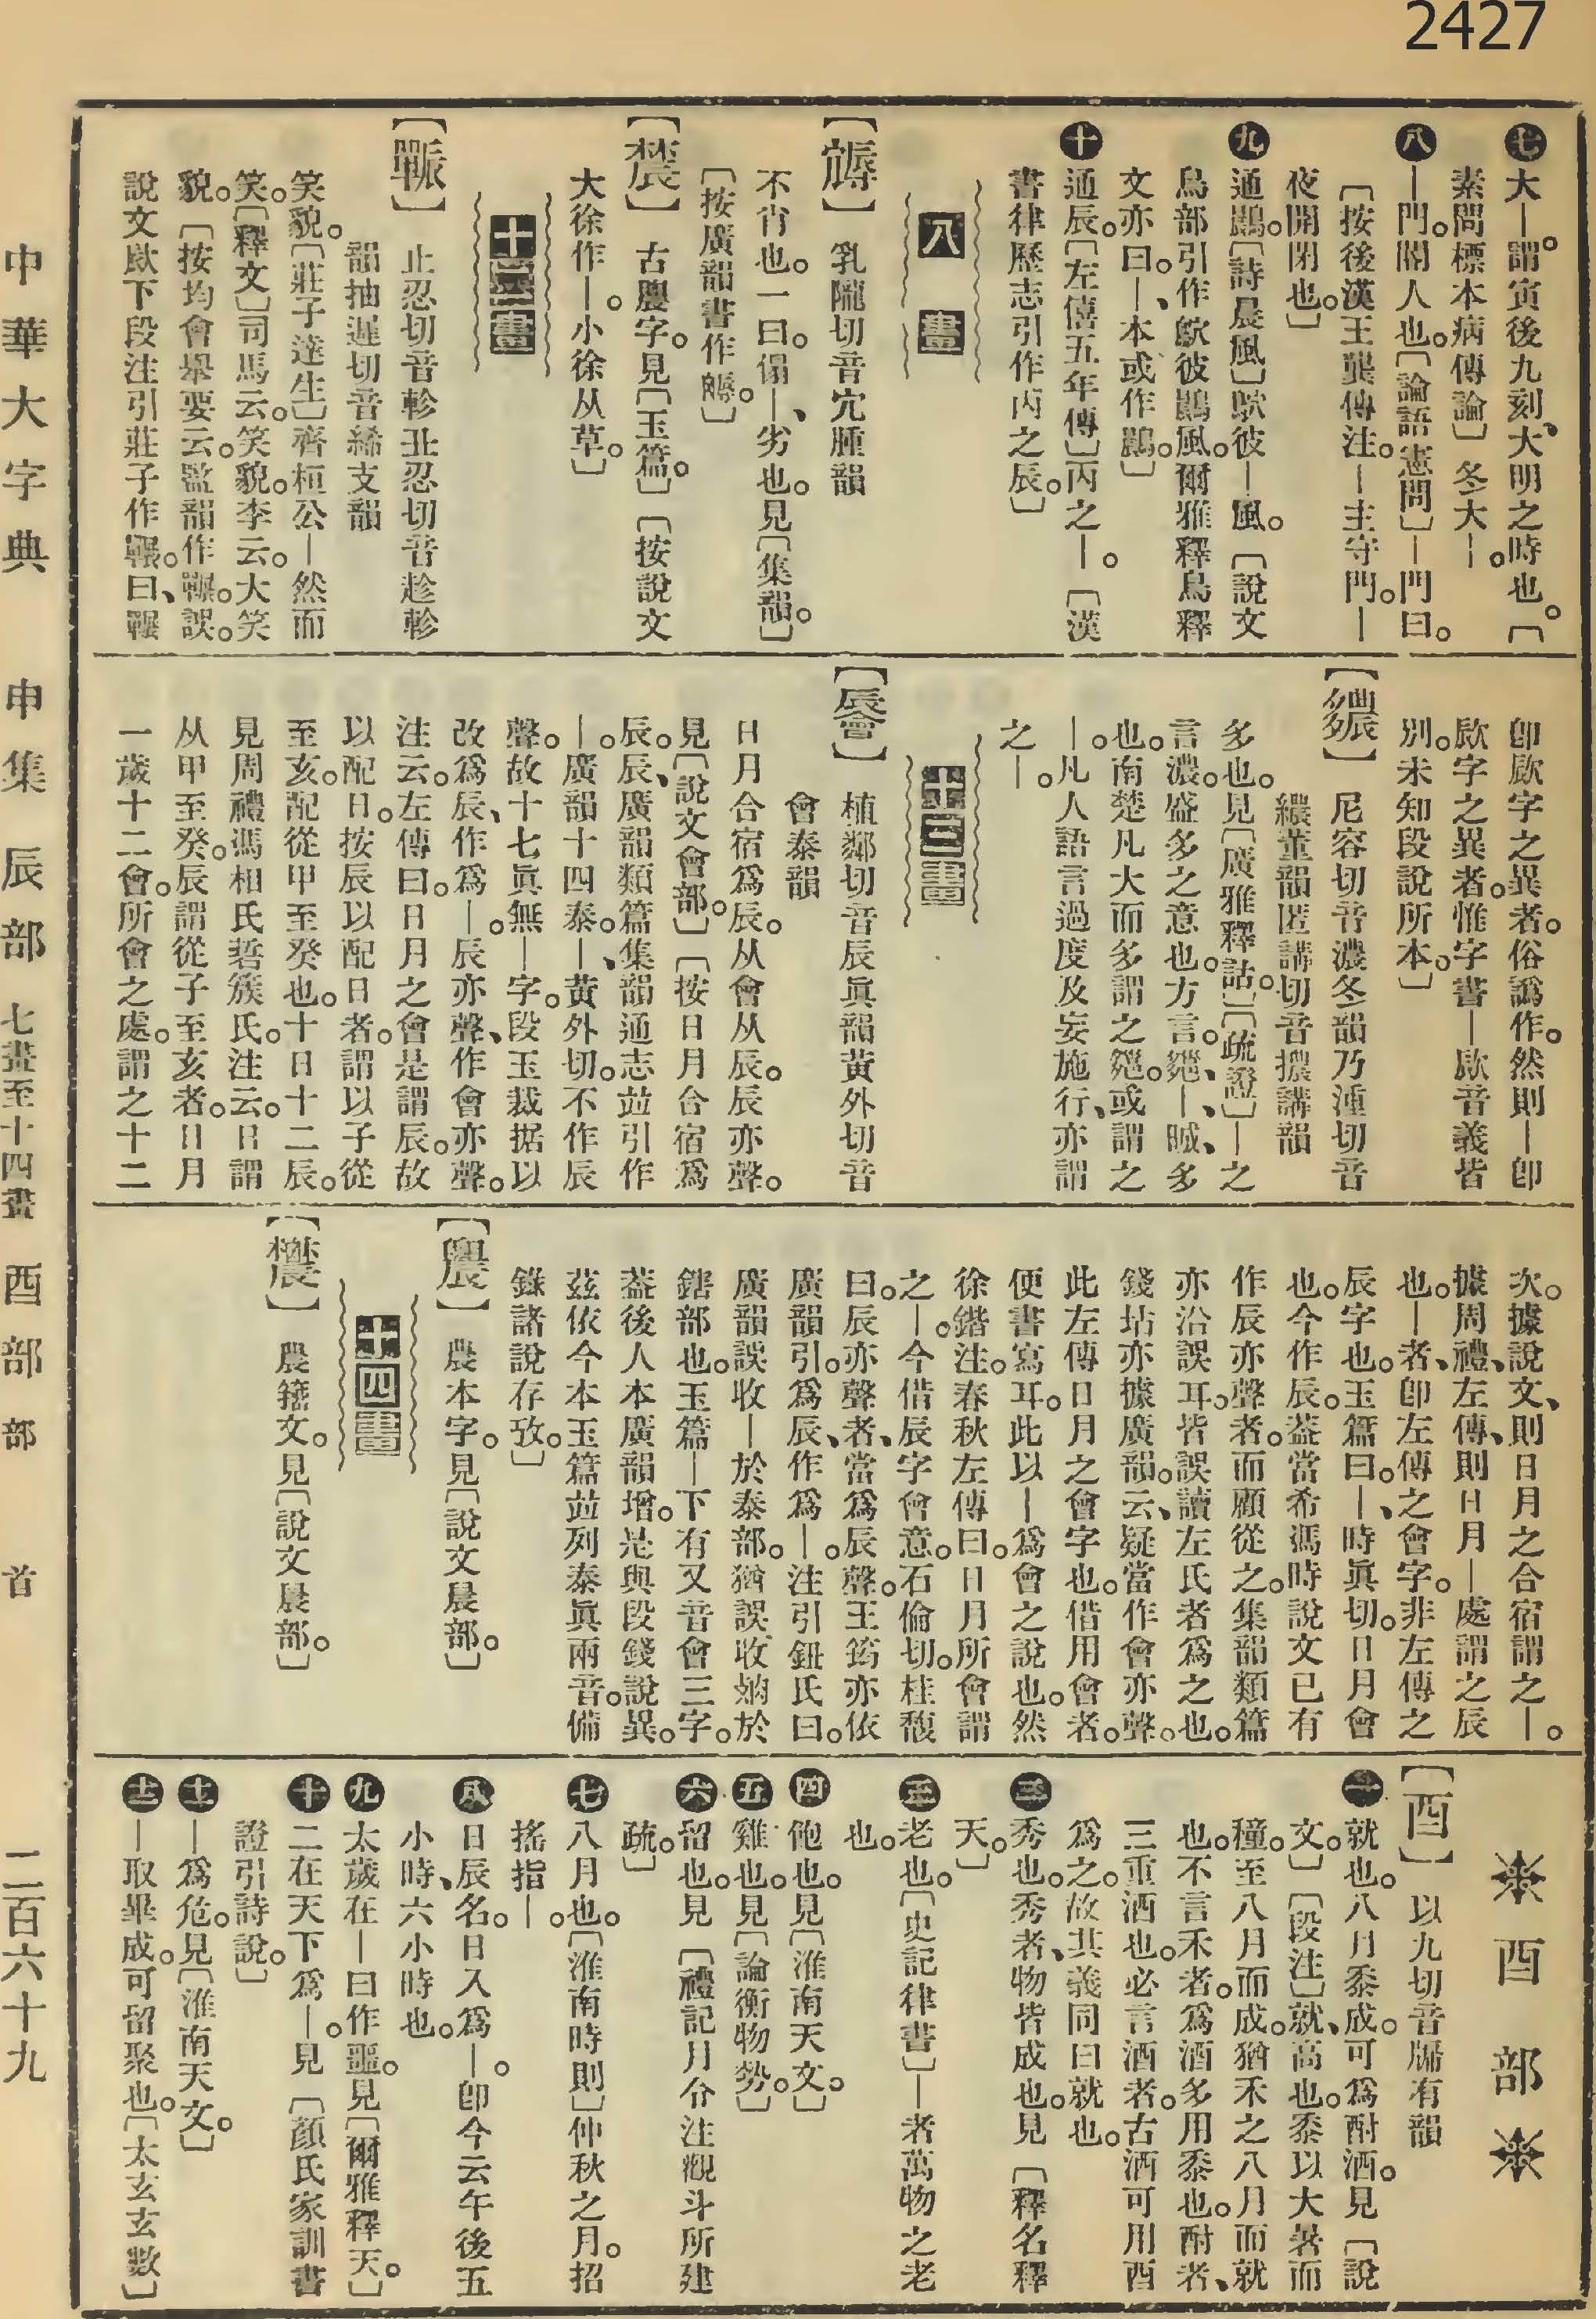 2427
七大—。謂寅後九刻、大明之時也。〔
素問標本病傳論〕冬大—。
八—門。閽人也。〔論語憲問〕—門曰。
〔按後漢王龔傳注。—主守門。—
夜開閉也。〕
九通鷐。〔詩晨風〕鴥彼—風。〔說文
鳥部引作鴥彼鷐風。爾雅釋鳥釋
文亦曰。—、本或作鷐。〕
十通辰。〔左僖五年傳〕丙之—。〔漢
書律歷志引作丙之辰。〕
八畫
乳隴切音宂腫韻
不肖也。一曰。傝—、劣也。見〔集韻。〕
〔按廣韻書作。〕
【䢉】古農字。見〔玉篇。〕〔按說文
大徐作—。小徐从草。〕
十二畫
【辴】止忍切音軫丑忍切音趁軫
韻抽遲切音絺支韻
笑貌。〔莊子達生〕齊桓公—然而
笑。〔釋文〕司馬云。笑貌。李云。大笑
貌。〔按均會舉要云。監韻作囅。誤。
說文欪下段注引莊子作囅。曰、囅
卽欪字之異者。俗譌作。然則—卽
欪字之異者。惟字書—欪音義皆
別。未知段說所本。〕
尼容切音濃冬韻乃湩切音
繷董韻匿講切音擃講韻
多也。見〔廣雅釋詁。〕〔疏證〕—之
言濃。盛多之意也。方言。—、多
也。南楚凡大而多謂之。或謂之
—。凡人語言過度及妄施行、亦謂
之—。
十三畫
【䢈】植鄰切音辰眞韻黃外切音
會泰韻
日月合宿爲辰。从會从辰。辰亦聲。
見〔說文會部。〕〔按日月合宿爲
辰。辰、廣韻類篇集韻通志竝引作
—。廣韻十四泰。—、黃外切。不作辰
聲。故十七眞無—字。段玉裁据以
改爲辰、作爲—。辰亦聲、作會亦聲。
注云。左傳曰。日月之會是謂辰。故
以配日。按辰以配日者。謂以子從
至亥。配從甲至癸也。十日十二辰。
見周禮馮相氏硩蔟氏。注云。日謂
从甲至癸。辰謂從子至亥者。日月
一歲十二會。所會之處。謂之十二
次。據說文、則日月之合宿謂之—。
據周禮、左傳、則日月—處謂之辰
也。—者、卽左傳之會字。非左傳之
辰字也。玉篇曰。—、時眞切。日月會
也。今作辰。葢當希馮時說文已有
作辰亦聲者。而顧從之。集韻類篇
亦沿誤耳。皆誤讀左氏者爲之也。
錢坫亦據廣韻。云、疑當作會亦聲。
此左傳日月之會字也。借用會者。
便書寫耳。此以—爲會之說也。然
徐鍇注。春秋左傳曰。日月所會謂
之—。今借辰字會意。石倫切。桂馥
曰。辰亦聲者、當爲辰聲。王筠亦依
廣韻引。爲辰、作爲—。注引鈕氏曰。
廣韻誤收—於泰部。猶誤收於
鎋部也。玉篇—下有又音會三字。
葢後人本廣韻增。是與段錢說異。
茲依今本玉篇竝列泰眞兩音。備
錄諸說存攷。〕
農本字。見〔說文晨部。〕
十四畫
農籒文。見〔說文晨部。〕
酉部
【酉】以九切音牖有韻
一就也。八月黍成。可爲酎酒。見〔說
文。〕〔段注〕就、高也。黍以大暑而
穜。至八月而成。猶禾之八月而就
也。不言禾者。爲酒多用黍也。酎者、
三重酒也。必言酒者。古酒可用酉
爲之。故其義同曰就也。
二秀也。秀者、物皆成也。見〔釋名釋
天。〕
三老也。〔史記律書〕—者萬物之老
也。
四飽也。見〔淮南天文。〕
五雞也。見〔論衡物勢。〕
六留也。見〔禮記月令注觀斗所建
疏。〕
七八月也。〔淮南時則〕仲秋之月。招
搖指—。
八日辰名。日入爲—。卽今云午後五
小時、六小時也。
九太歲在—曰作噩。見〔爾雅釋天。〕
十二在天下爲—。見〔顏氏家訓書
證引詩說。〕
十一—爲危。見〔淮南天文。〕
十二—取畢成。可留聚也。〔太玄玄數〕
中華大字典　申集　辰部　七畫至十四畫　酉部　部首　二百六十九